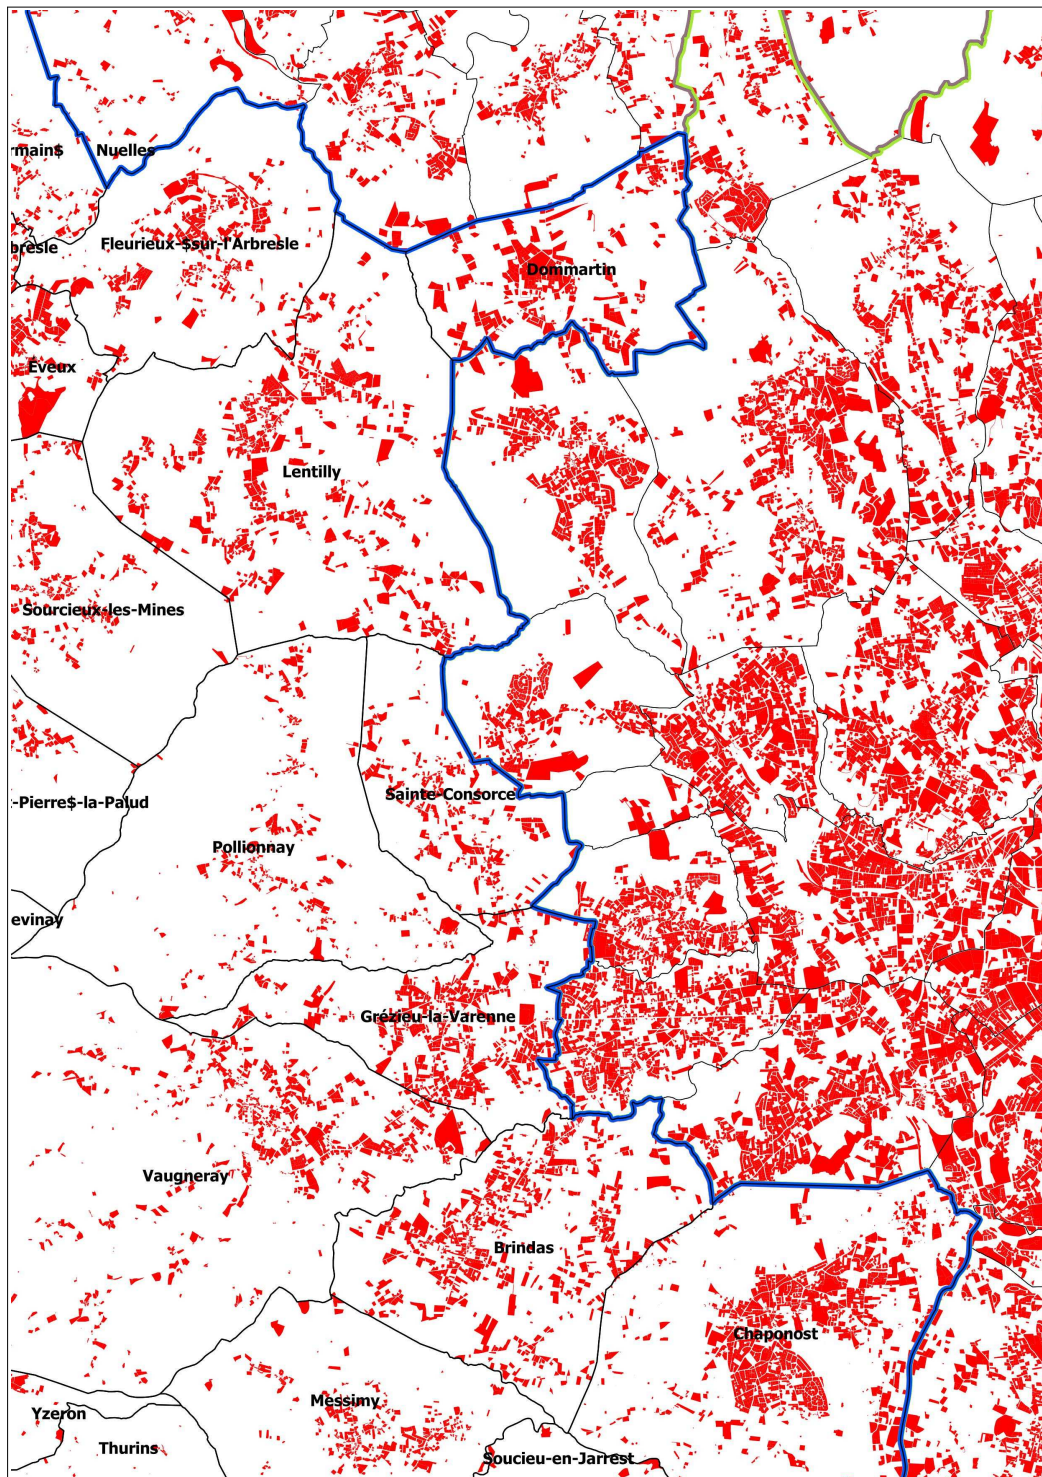 rmain$
Nuelles
bresle
Fleurieux-$sur-l'Arbresle
Dommartin
Éveux
Lentilly
Sourcieux-les-Mines
-Pierre$-la-Palud
Sainte-Consorce
Pollionnay
evinay
Grézieu-la-Varenne
Vaugneray
Brindas
Chaponost
Messimy
Yzeron
Thurins
Soucieu-en-Jarrest